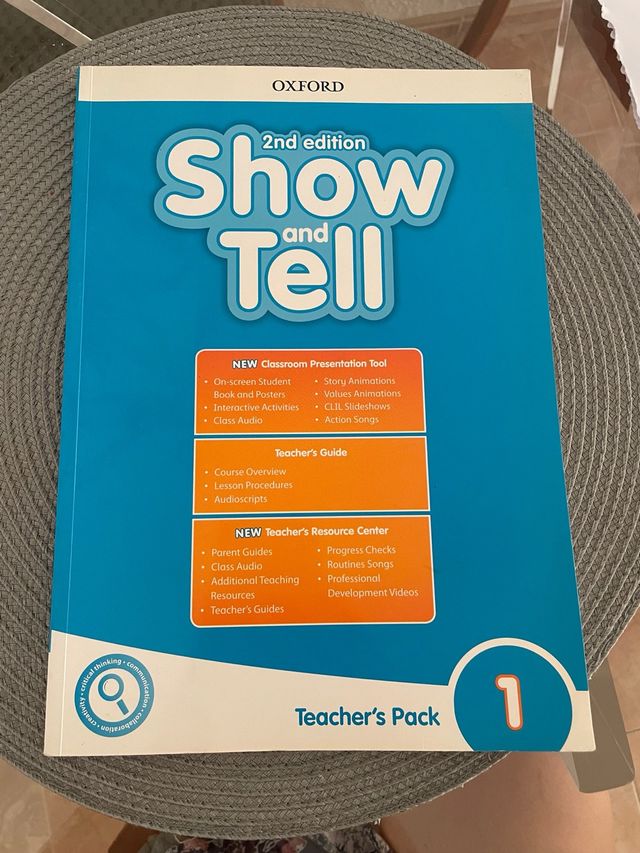 OXFORD
2nd edition
Show
and
Tell
NEW Classroom Presentation Tool
• On-screen Student
Book and Posters
• Interactive Activities
• Class Audio
• Story Animations
• Values Animations
• CLIL Slideshows
• Action Songs
Teacher's Guide
• Course Overview
• Lesson Procedures
• Audioscripts
NEW Teacher's Resource Center
• Parent Guides
• Class Audio
• Additional Teaching
Resources
• Teacher's Guides
• Progress Checks
• Routines Songs
• Professional
Development Videos
critical thinking • communication • collaboration • creativity •
Teacher's Pack
1